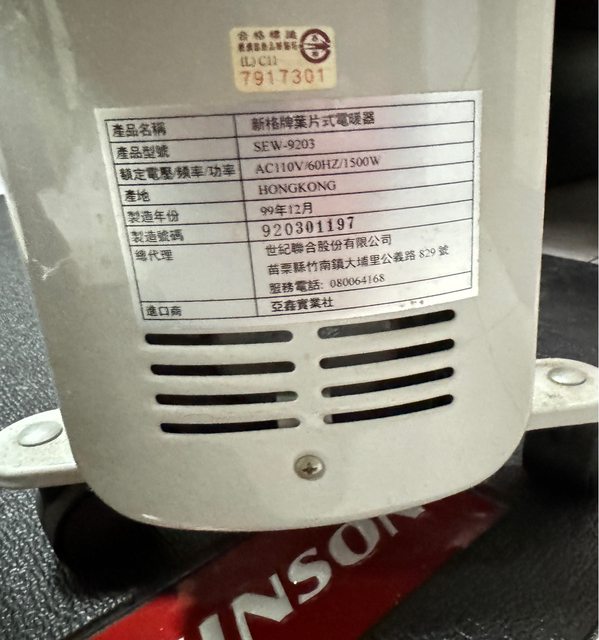 合格標識
(L) C11
7917301
產品名稱 新格牌葉片式電暖器
產品型號 SEW-9203
額定電壓/頻率/功率 AC110V/60HZ/1500W
產地 HONGKONG
製造年份 99年12月
製造號碼 920301197
總代理 世紀聯合股份有限公司
苗栗縣竹南鎮大埔里公義路 829 號
服務電話: 080064168
進口商 亞鑫實業社
NSON